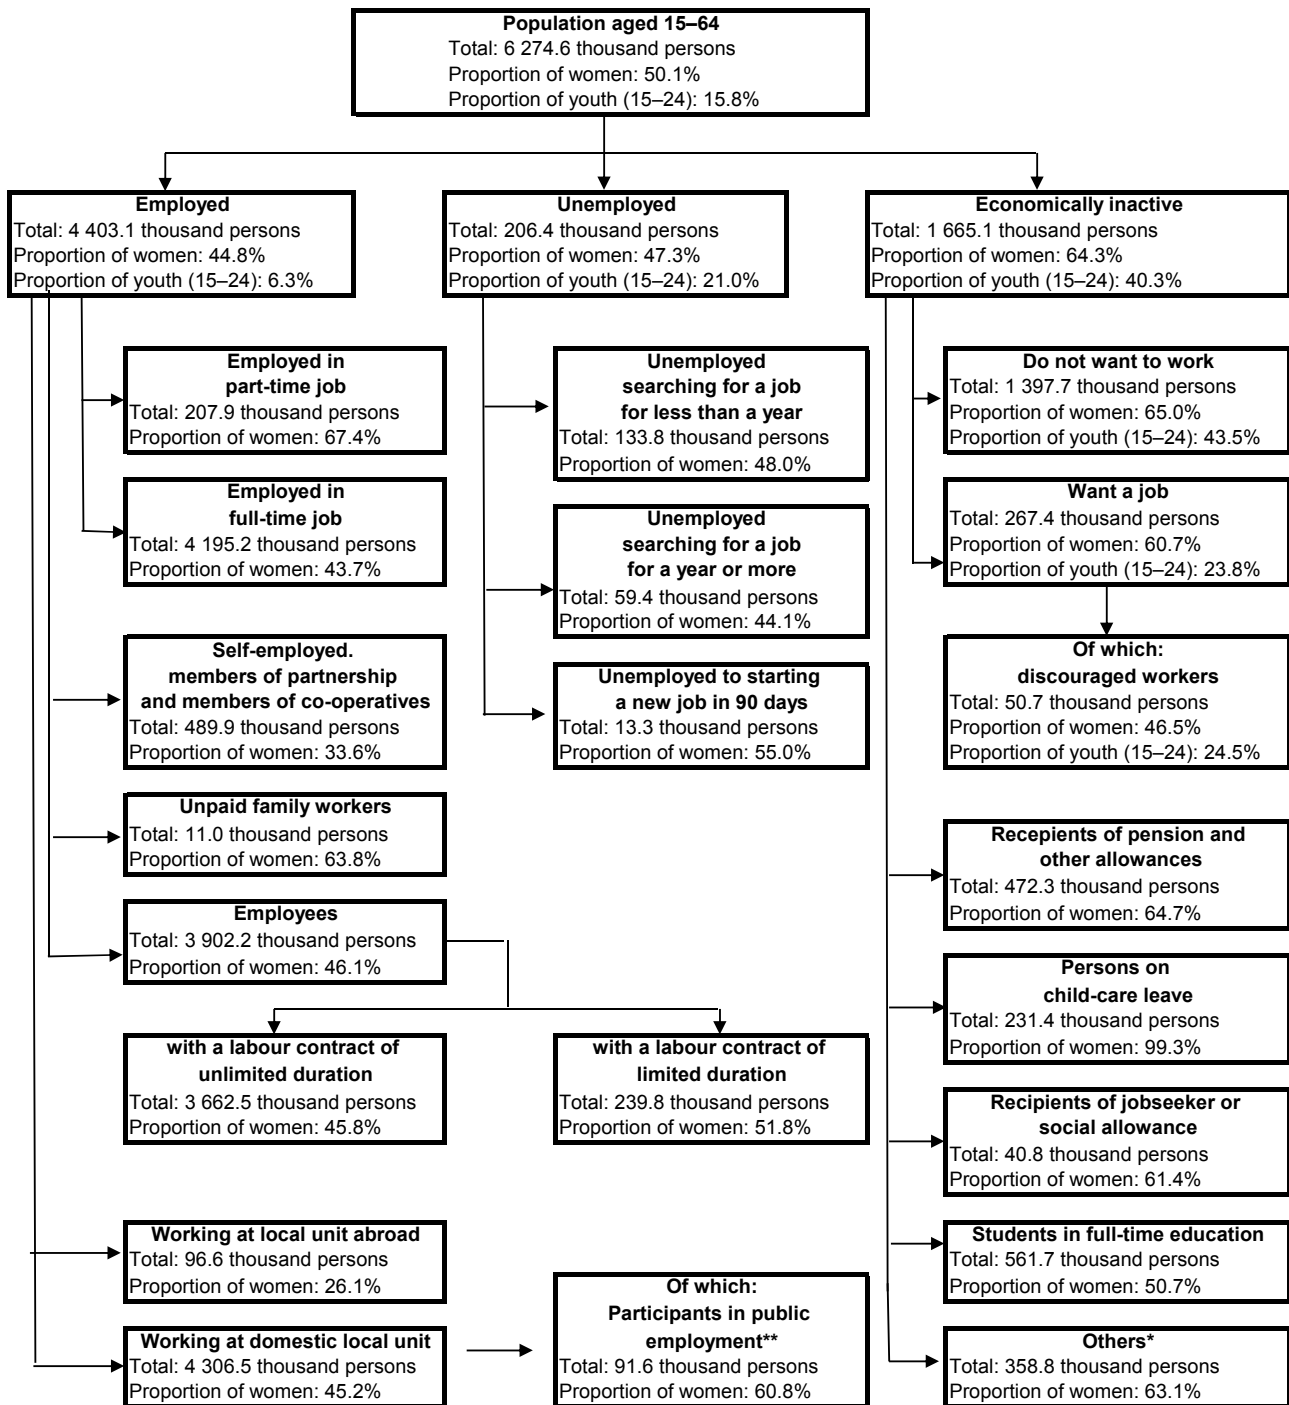 Population aged 15–64
Total: 6 274.6 thousand persons
Proportion of women: 50.1%
Proportion of youth (15–24): 15.8%
Employed
Total: 4 403.1 thousand persons
Proportion of women: 44.8%
Proportion of youth (15–24): 6.3%
Unemployed
Total: 206.4 thousand persons
Proportion of women: 47.3%
Proportion of youth (15–24): 21.0%
Economically inactive
Total: 1 665.1 thousand persons
Proportion of women: 64.3%
Proportion of youth (15–24): 40.3%
Employed in
part-time job
Total: 207.9 thousand persons
Proportion of women: 67.4%
Employed in
full-time job
Total: 4 195.2 thousand persons
Proportion of women: 43.7%
Self-employed.
members of partnership
and members of co-operatives
Total: 489.9 thousand persons
Proportion of women: 33.6%
Unpaid family workers
Total: 11.0 thousand persons
Proportion of women: 63.8%
Employees
Total: 3 902.2 thousand persons
Proportion of women: 46.1%
with a labour contract of
unlimited duration
Total: 3 662.5 thousand persons
Proportion of women: 45.8%
with a labour contract of
limited duration
Total: 239.8 thousand persons
Proportion of women: 51.8%
Working at local unit abroad
Total: 96.6 thousand persons
Proportion of women: 26.1%
Working at domestic local unit
Total: 4 306.5 thousand persons
Proportion of women: 45.2%
Of which:
Participants in public
employment**
Total: 91.6 thousand persons
Proportion of women: 60.8%
Unemployed
searching for a job
for less than a year
Total: 133.8 thousand persons
Proportion of women: 48.0%
Unemployed
searching for a job
for a year or more
Total: 59.4 thousand persons
Proportion of women: 44.1%
Unemployed to starting
a new job in 90 days
Total: 13.3 thousand persons
Proportion of women: 55.0%
Do not want to work
Total: 1 397.7 thousand persons
Proportion of women: 65.0%
Proportion of youth (15–24): 43.5%
Want a job
Total: 267.4 thousand persons
Proportion of women: 60.7%
Proportion of youth (15–24): 23.8%
Of which:
discouraged workers
Total: 50.7 thousand persons
Proportion of women: 46.5%
Proportion of youth (15–24): 24.5%
Recepients of pension and
other allowances
Total: 472.3 thousand persons
Proportion of women: 64.7%
Persons on
child-care leave
Total: 231.4 thousand persons
Proportion of women: 99.3%
Recipients of jobseeker or
social allowance
Total: 40.8 thousand persons
Proportion of women: 61.4%
Students in full-time education
Total: 561.7 thousand persons
Proportion of women: 50.7%
Others*
Total: 358.8 thousand persons
Proportion of women: 63.1%